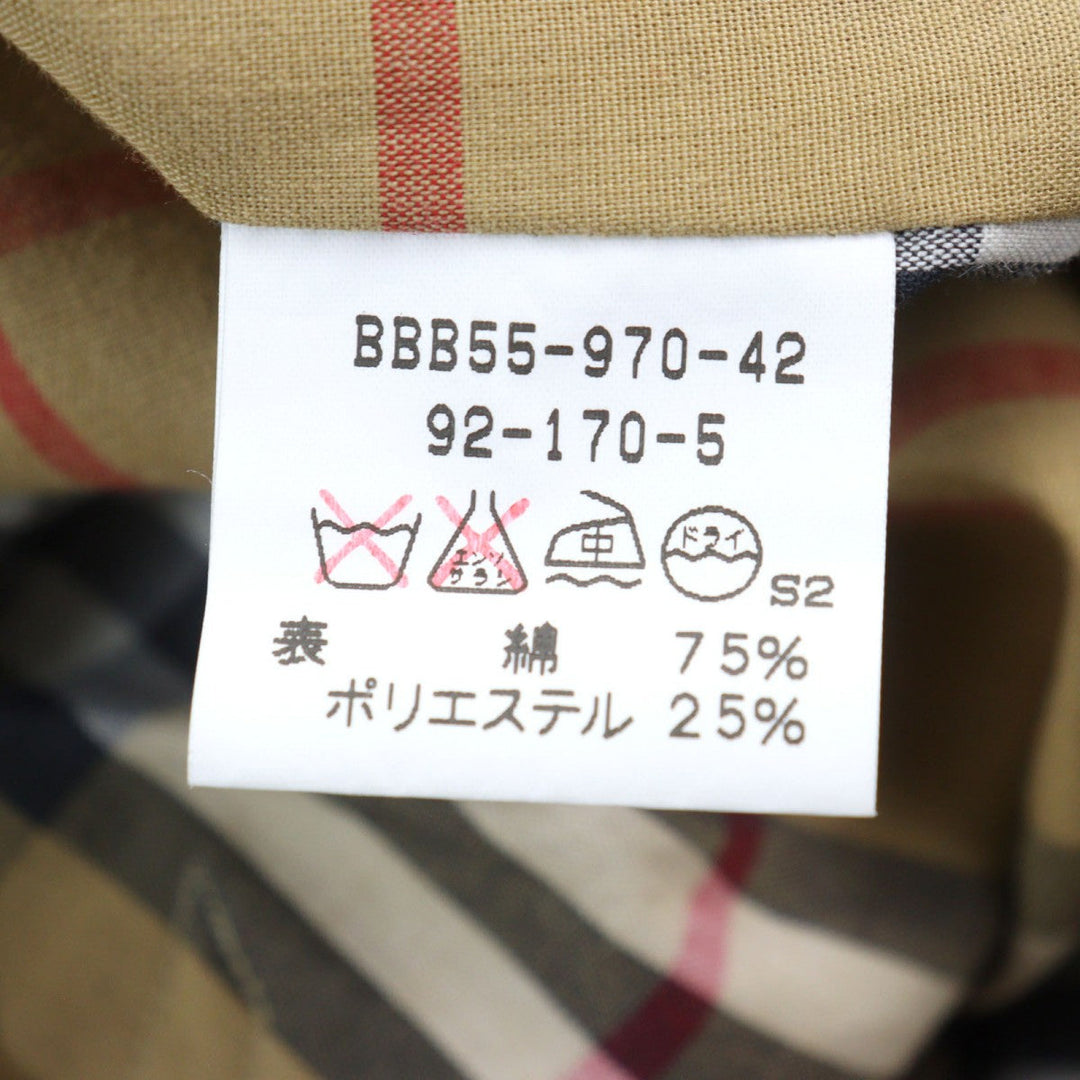 BBB55-970-42
92-170-5
エンソ
サラシ
中
ドライ
S2
表 綿 75%
ポリエステル 25%